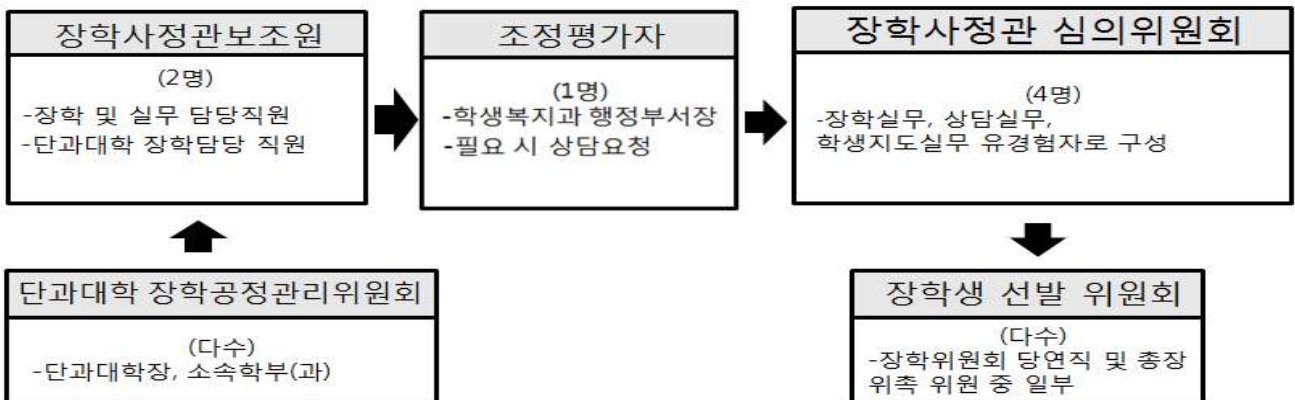 장학사정관보조원
(2명)
-장학 및 실무 담당직원
-단과대학 장학담당 직원
조정평가자
(1명)
-학생복지과 행정부서장
-필요 시 상담요청
장학사정관 심의위원회
(4명)
-장학실무, 상담실무,
학생지도실무 유경험자로 구성
단과대학 장학공정관리위원회
(다수)
-단과대학장, 소속학부(과)
장학생 선발 위원회
(다수)
-장학위원회 당연직 및 총장
위촉 위원 중 일부